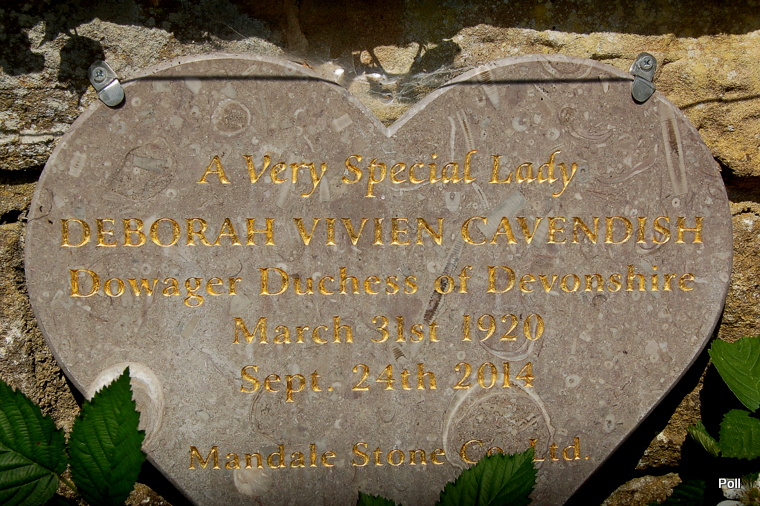 A Very Special Lady
DEBORAH VIVIEN CAVENDISH
Dowager Duchess of Devonshire
March 31st 1920
Sept. 24th 2014
Mandale Stone Co. Ltd.
Poll